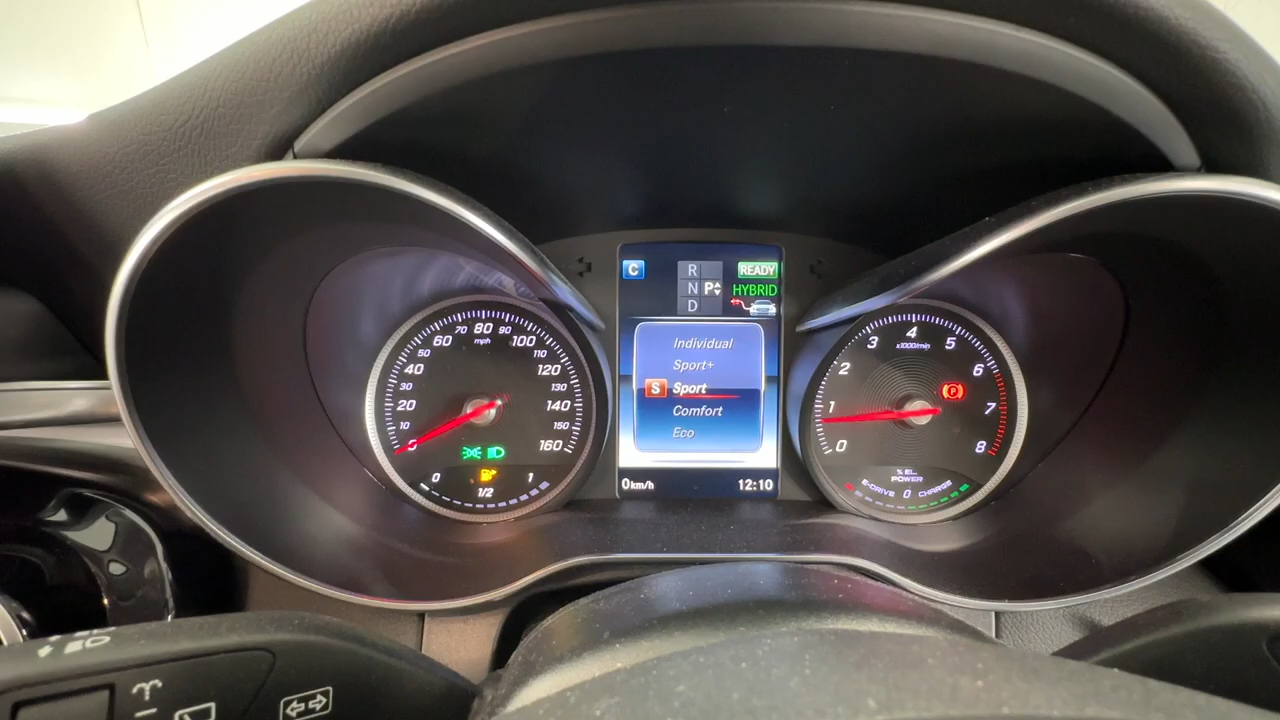 C
R
N P
D
READY
HYBRID
Individual
Sport+
S Sport
Comfort
Eco
0km/h
12:10
0
10
20
30
40
50
60
70
80
90
100
110
120
130
140
150
160
mph
0 1/2 1
0
1
2
3
4
5
6
7
8
x1000/min
P
% EL.
POWER
E-DRIVE 0 CHARGE